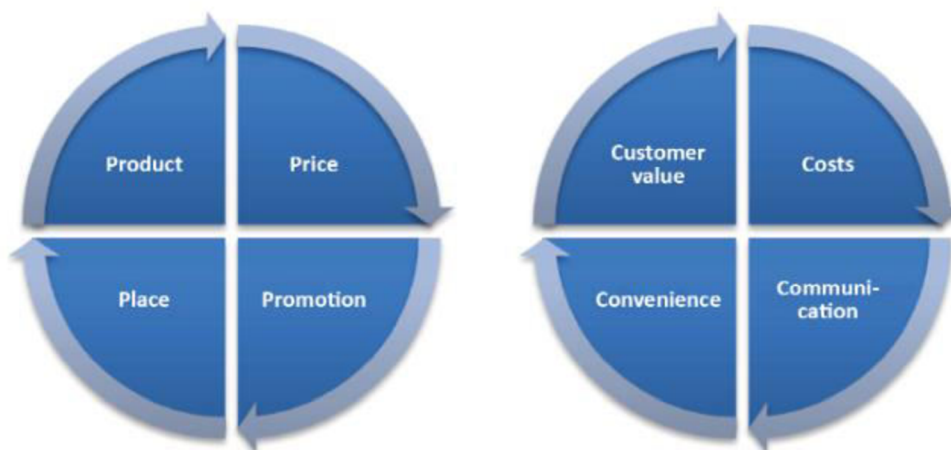 Product
Price
Place
Promotion
Customer
value
Costs
Convenience
Communi-
cation